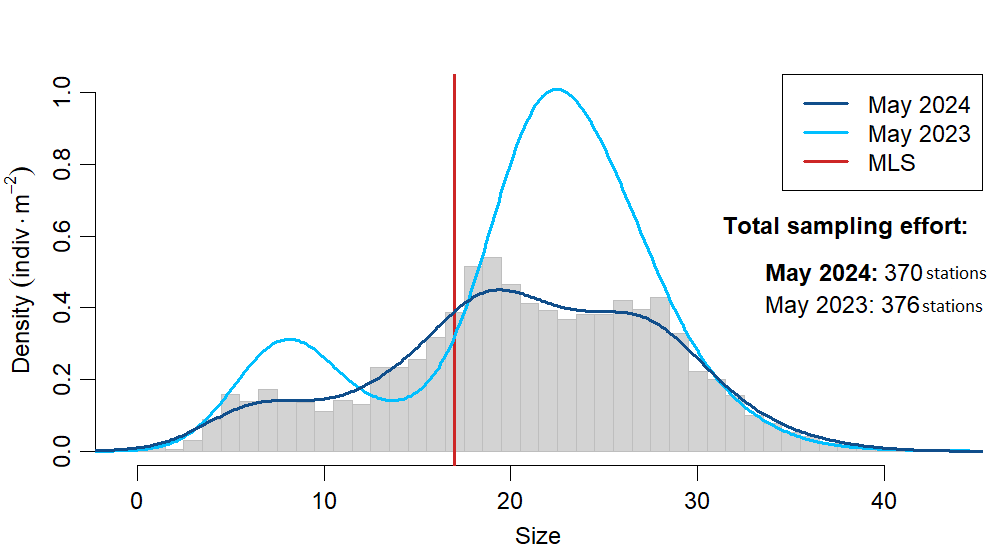 May 2024
May 2023
MLS
Total sampling effort:
May 2024: 370 stations
May 2023: 376 stations
Density (indiv · m⁻²)
1.0
0.8
0.6
0.4
0.2
0.0
0 10 20 30 40
Size